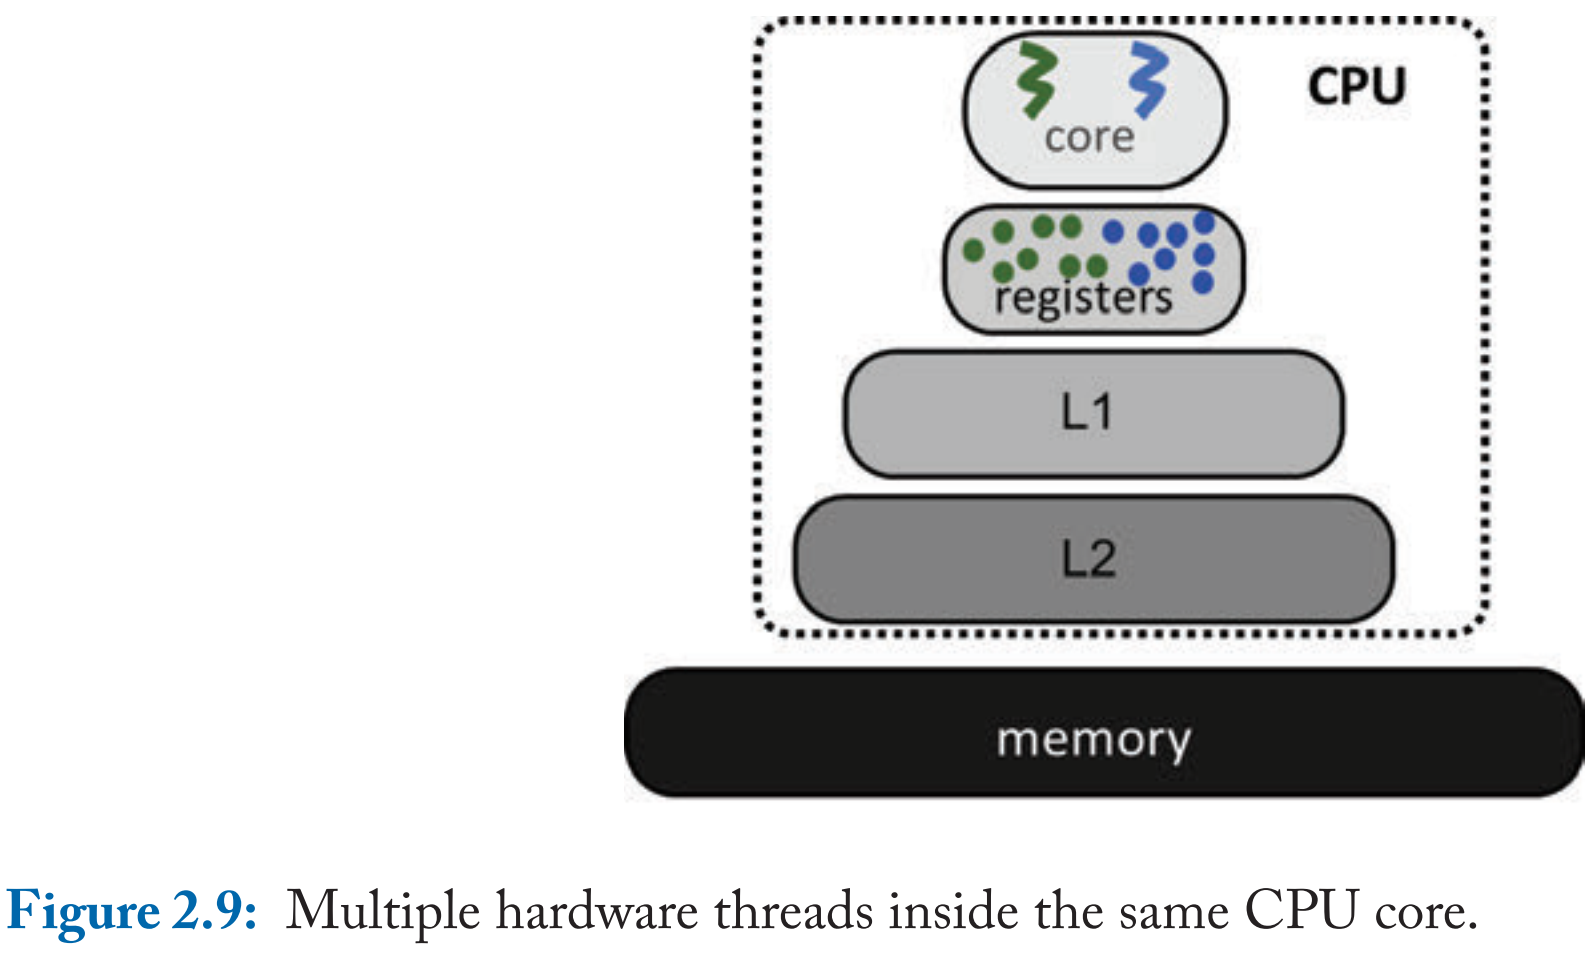 CPU
core
registers
L1
L2
memory
Figure 2.9: Multiple hardware threads inside the same CPU core.